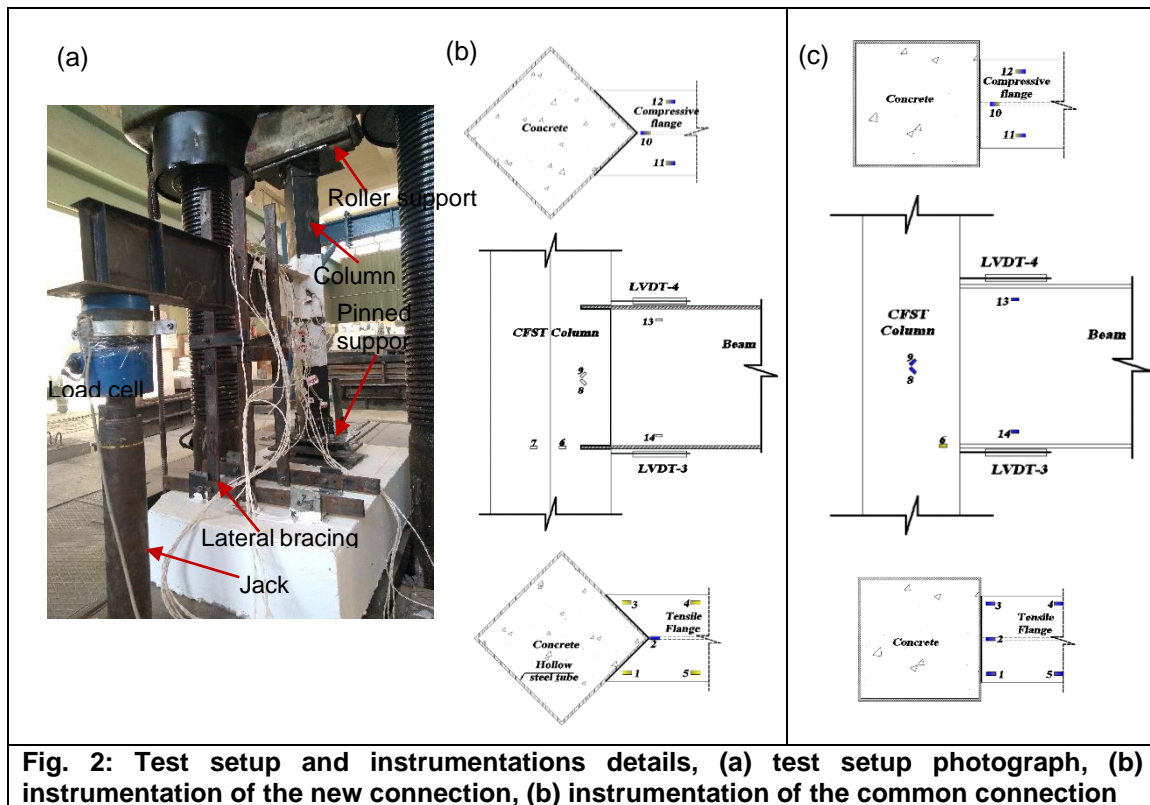 (a)
Roller support
Column
Pinned
suppor
Load cell
Lateral bracing
Jack
(b)
Concrete
12
Compressive
flange
10
11
LVDT-4
13
CFST Column
Beam
9
8
7
6
14
LVDT-3
3
4
Tensile
Flange
Concrete
2
Hollow
steel tube
1
5
(c)
Concrete
12
Compressive
flange
10
11
LVDT-4
13
CFST
Column
Beam
9
8
14
6
LVDT-3
3
4
Tensile
Flange
Concrete
2
1
5
Fig. 2: Test setup and instrumentations details, (a) test setup photograph, (b)
instrumentation of the new connection, (b) instrumentation of the common connection